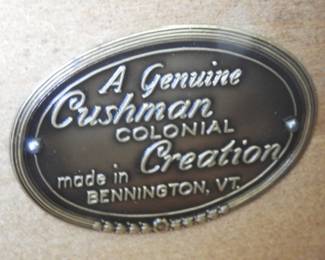 A Genuine
Cushman
COLONIAL
Creation
made in
BENNINGTON, VT.